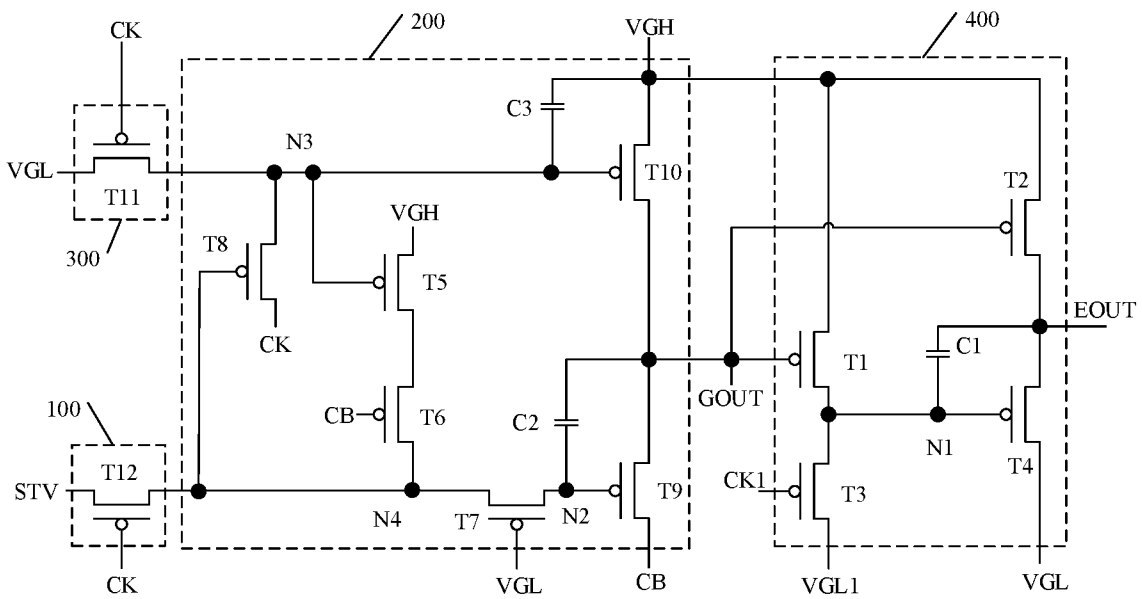 CK
200
VGH
400
C3
N3
VGL
T11
T10
T2
300
T8
VGH
T5
CK
EOUT
C1
T1
100
CB
T6
C2
GOUT
T12
N1
T4
STV
T9
CK1
T3
N4
T7
N2
CK
VGL
CB
VGL1
VGL